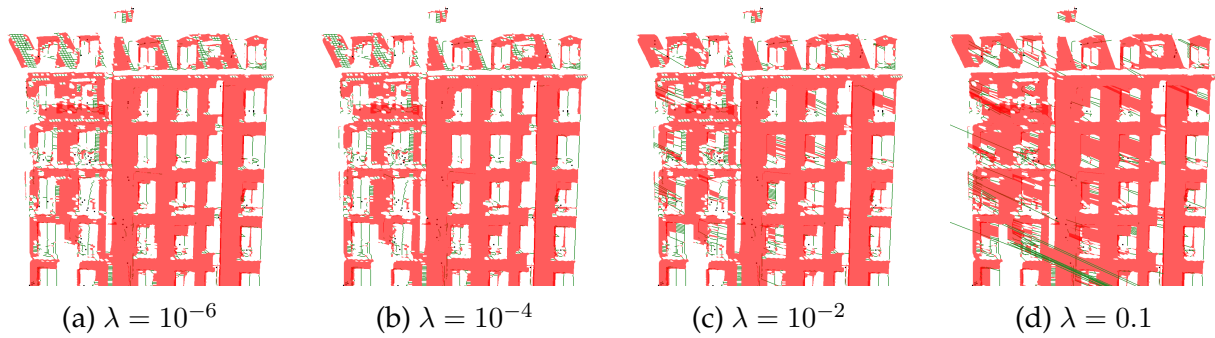 (a) λ = 10⁻⁶
(b) λ = 10⁻⁴
(c) λ = 10⁻²
(d) λ = 0.1